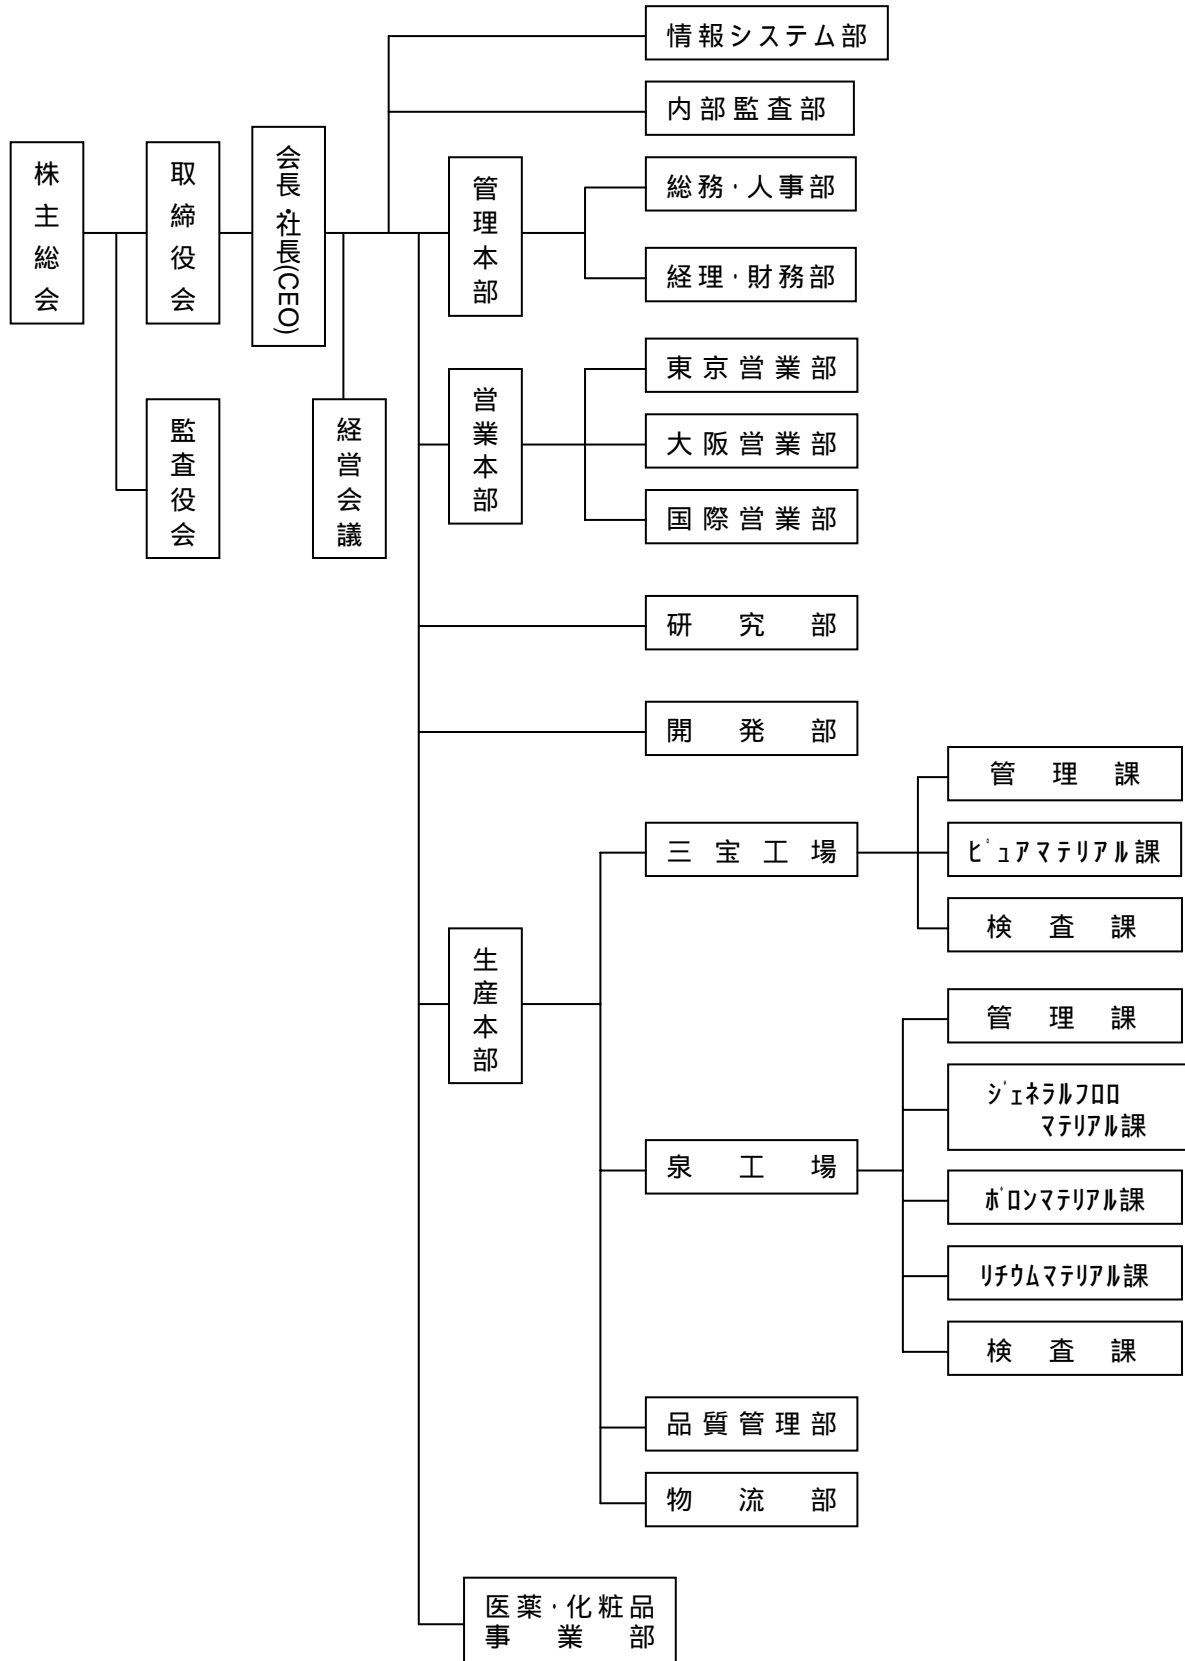 株主総会
取締役会
監査役会
会長・社長(CEO)
経営会議
情報システム部
内部監査部
管理本部
総務・人事部
経理・財務部
営業本部
東京営業部
大阪営業部
国際営業部
研究部
開発部
生産本部
三宝工場
管理課
ピュアマテリアル課
検査課
泉工場
管理課
ジェネラルフロロ
マテリアル課
ボロンマテリアル課
リチウムマテリアル課
検査課
品質管理部
物流部
医薬・化粧品
事業部